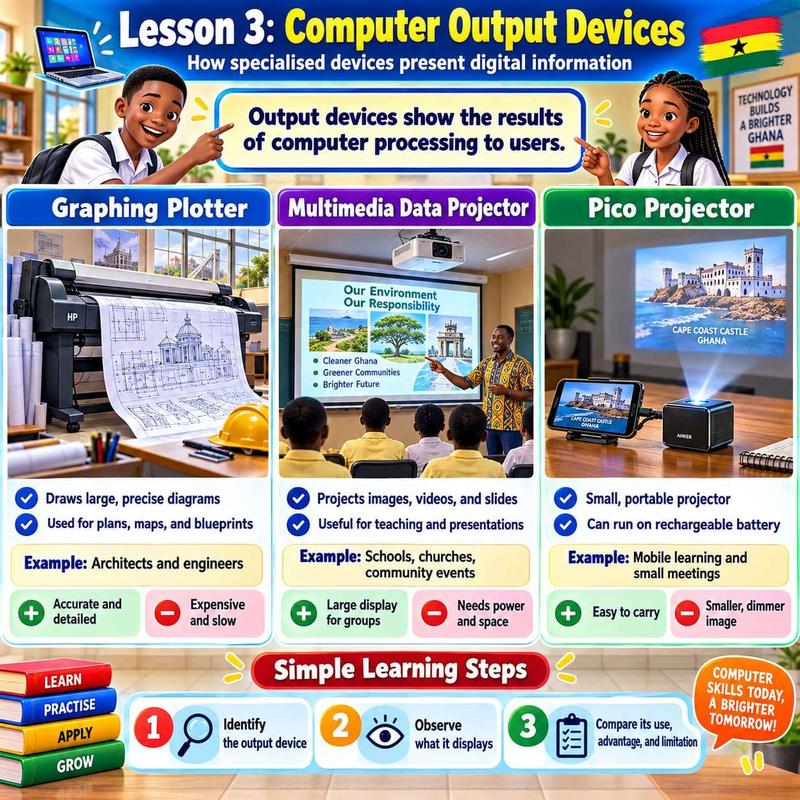 Lesson 3: Computer Output Devices
How specialised devices present digital information
TECHNOLOGY
BUILDS
A BRIGHTER
GHANA
Output devices show the results
of computer processing to users.
Graphing Plotter
HP
Draws large, precise diagrams
Used for plans, maps, and blueprints
Example: Architects and engineers
Accurate and
detailed
Expensive
and slow
Multimedia Data Projector
Our Environment
Our Responsibility
Cleaner Ghana
Greener Communities
Brighter Future
Projects images, videos, and slides
Useful for teaching and presentations
Example: Schools, churches,
community events
Large display
for groups
Needs power
and space
Pico Projector
CAPE COAST CASTLE
GHANA
CAPE COAST CASTLE
GHANA
ANKER
Small, portable projector
Can run on rechargeable battery
Example: Mobile learning and
small meetings
Easy to carry
Smaller, dimmer
image
Simple Learning Steps
LEARN
PRACTISE
APPLY
GROW
1 Identify
the output device
2 Observe
what it displays
3 Compare its use,
advantage, and limitation
COMPUTER
SKILLS TODAY,
A BRIGHTER
TOMORROW!